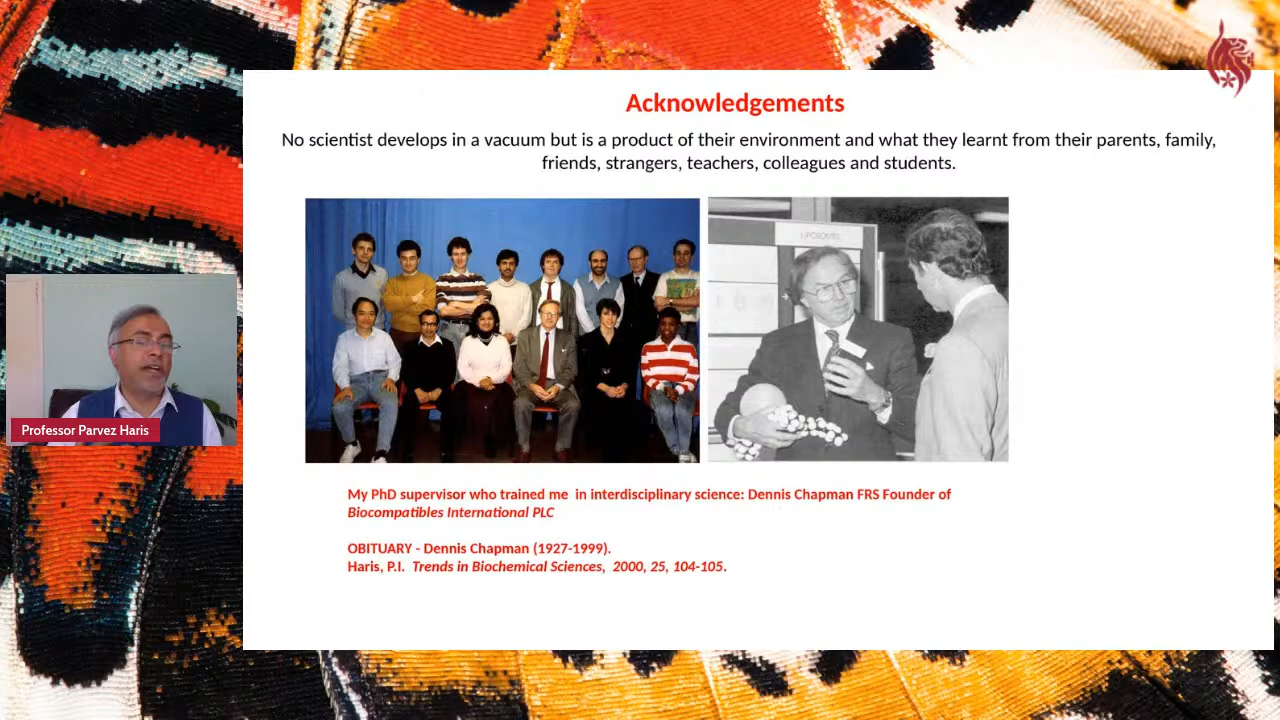 Acknowledgements
No scientist develops in a vacuum but is a product of their environment and what they learnt from their parents, family,
friends, strangers, teachers, colleagues and students.
LIPOSOMES
Professor Parvez Haris
My PhD supervisor who trained me in interdisciplinary science: Dennis Chapman FRS Founder of
Biocompatibles International PLC
OBITUARY - Dennis Chapman (1927-1999).
Haris, P.I. Trends in Biochemical Sciences, 2000, 25, 104-105.